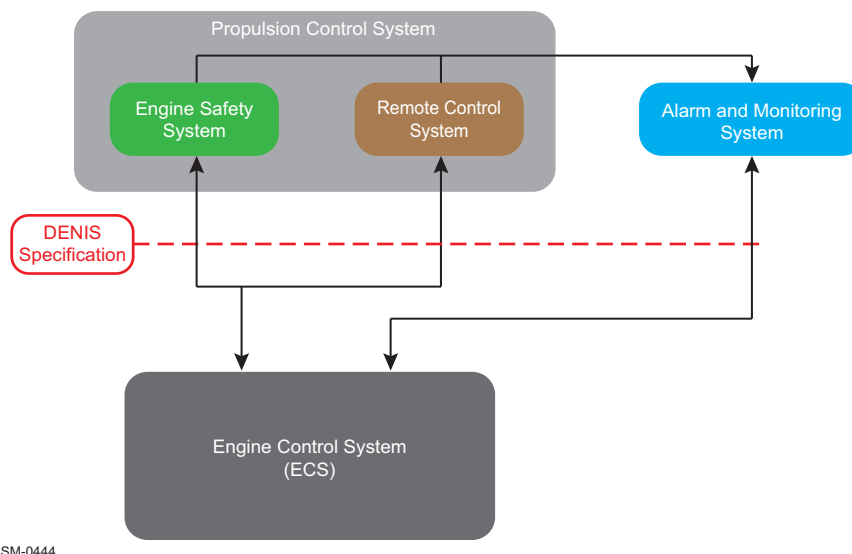 Propulsion Control System
Engine Safety
System
Remote Control
System
Alarm and Monitoring
System
DENIS
Specification
Engine Control System
(ECS)
SM-0444